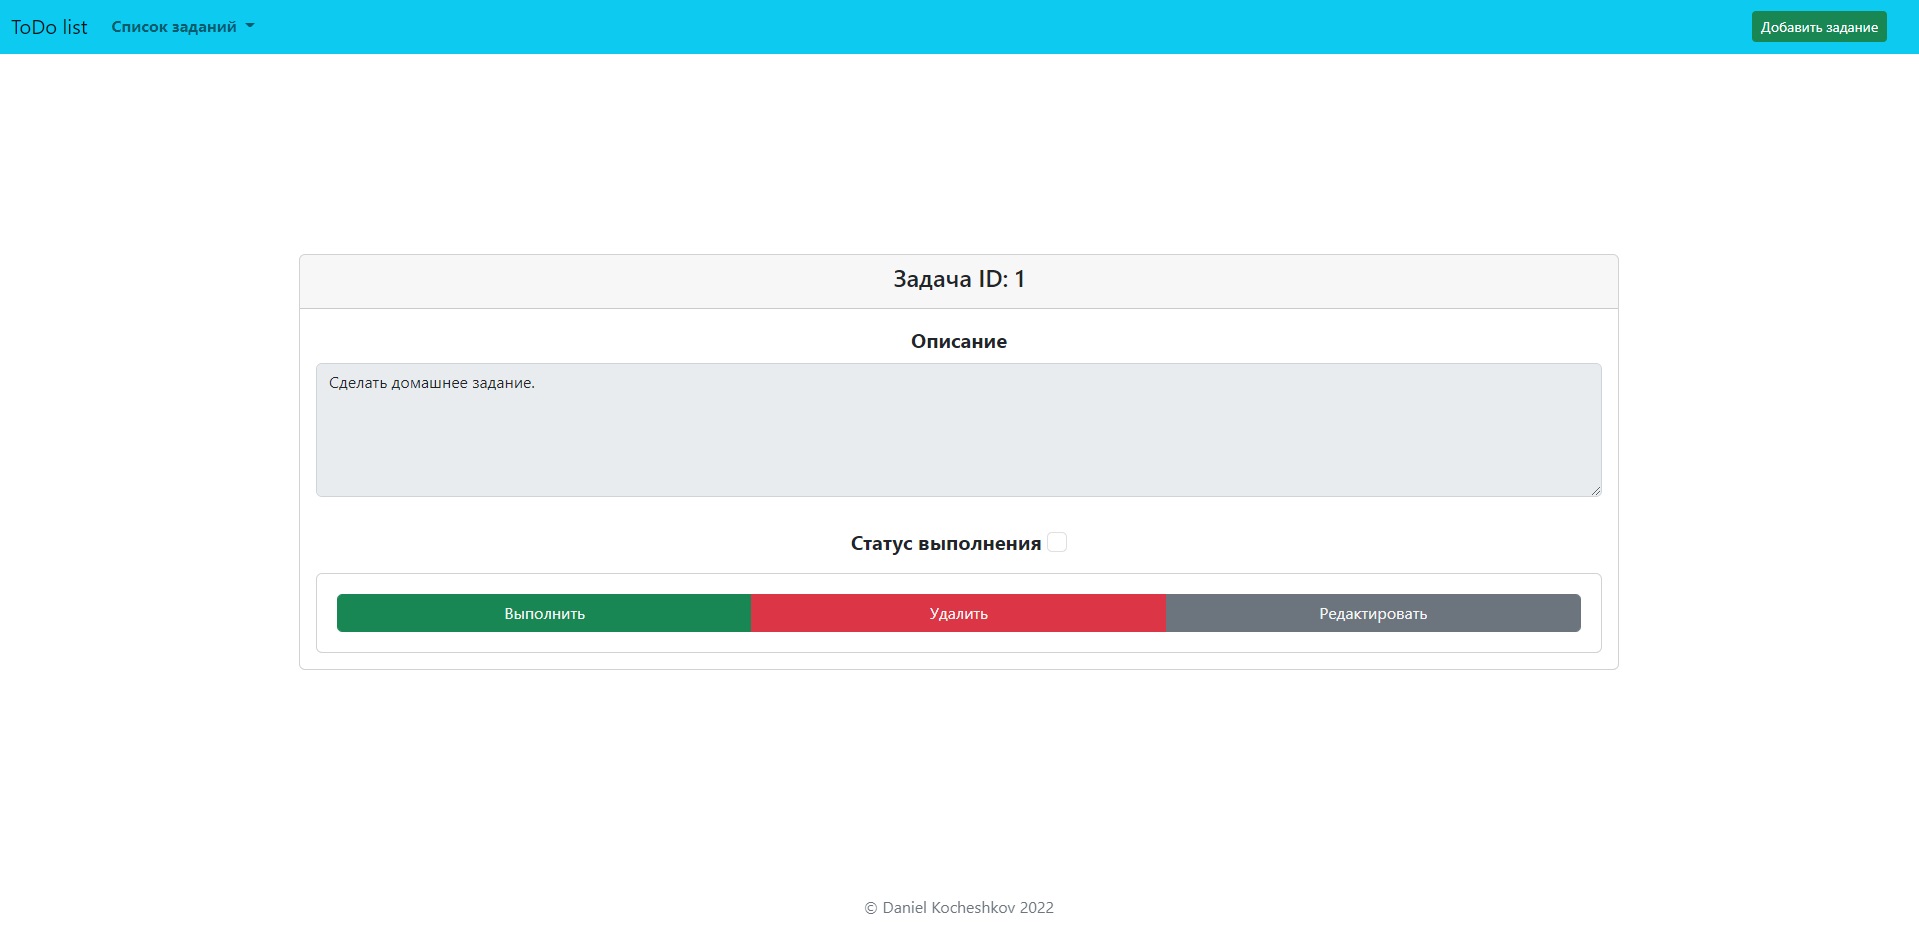 ToDo list Список заданий Добавить задание
Задача ID: 1
Описание
Сделать домашнее задание.
Статус выполнения
Выполнить Удалить Редактировать
© Daniel Kocheshkov 2022